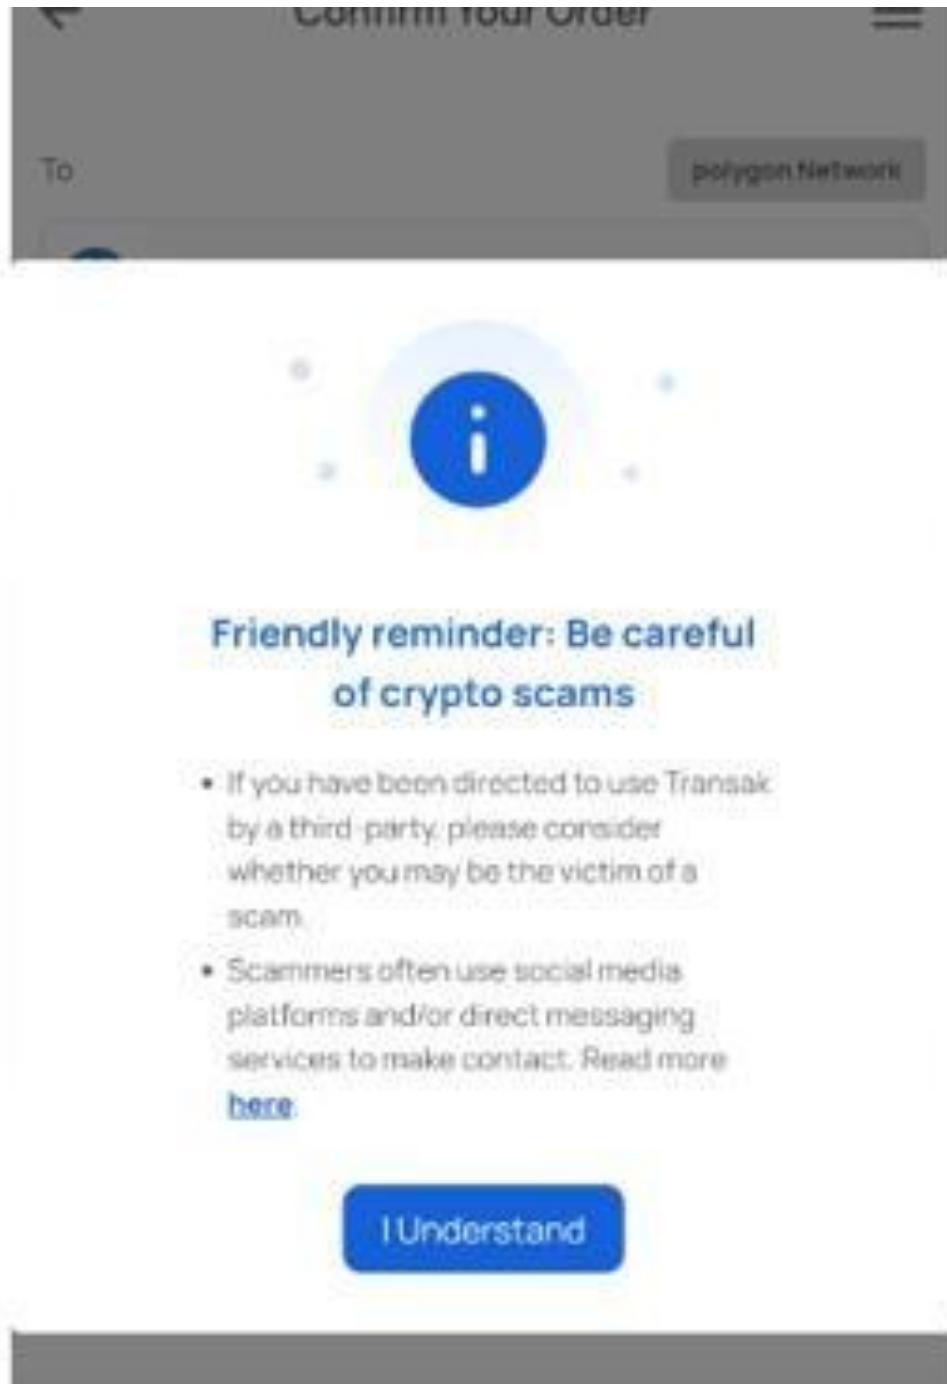 Confirm Your Order
To
polygon Network
Friendly reminder: Be careful
of crypto scams
• If you have been directed to use Transak
by a third-party, please consider
whether you may be the victim of a
scam.
• Scammers often use social media
platforms and/or direct messaging
services to make contact. Read more
here.
I Understand